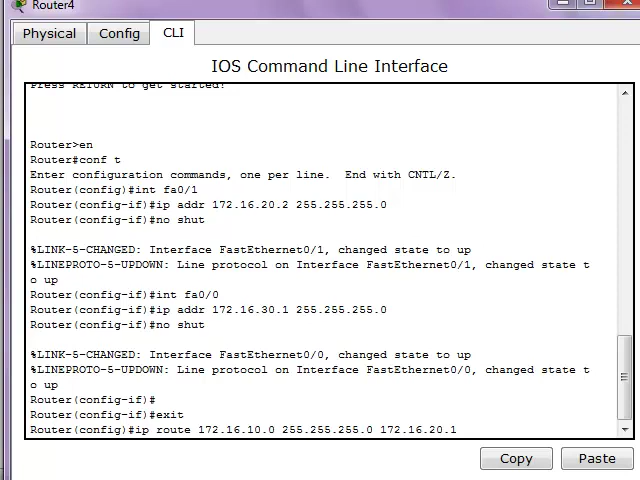 Router4
Physical Config CLI
IOS Command Line Interface
Press RETURN to get started!
Router>en
Router#conf t
Enter configuration commands, one per line.  End with CNTL/Z.
Router(config)#int fa0/1
Router(config-if)#ip addr 172.16.20.2 255.255.255.0
Router(config-if)#no shut
%LINK-5-CHANGED: Interface FastEthernet0/1, changed state to up
%LINEPROTO-5-UPDOWN: Line protocol on Interface FastEthernet0/1, changed state t
o up
Router(config-if)#int fa0/0
Router(config-if)#ip addr 172.16.30.1 255.255.255.0
Router(config-if)#no shut
%LINK-5-CHANGED: Interface FastEthernet0/0, changed state to up
%LINEPROTO-5-UPDOWN: Line protocol on Interface FastEthernet0/0, changed state t
o up
Router(config-if)#
Router(config-if)#exit
Router(config)#ip route 172.16.10.0 255.255.255.0 172.16.20.1
Copy Paste